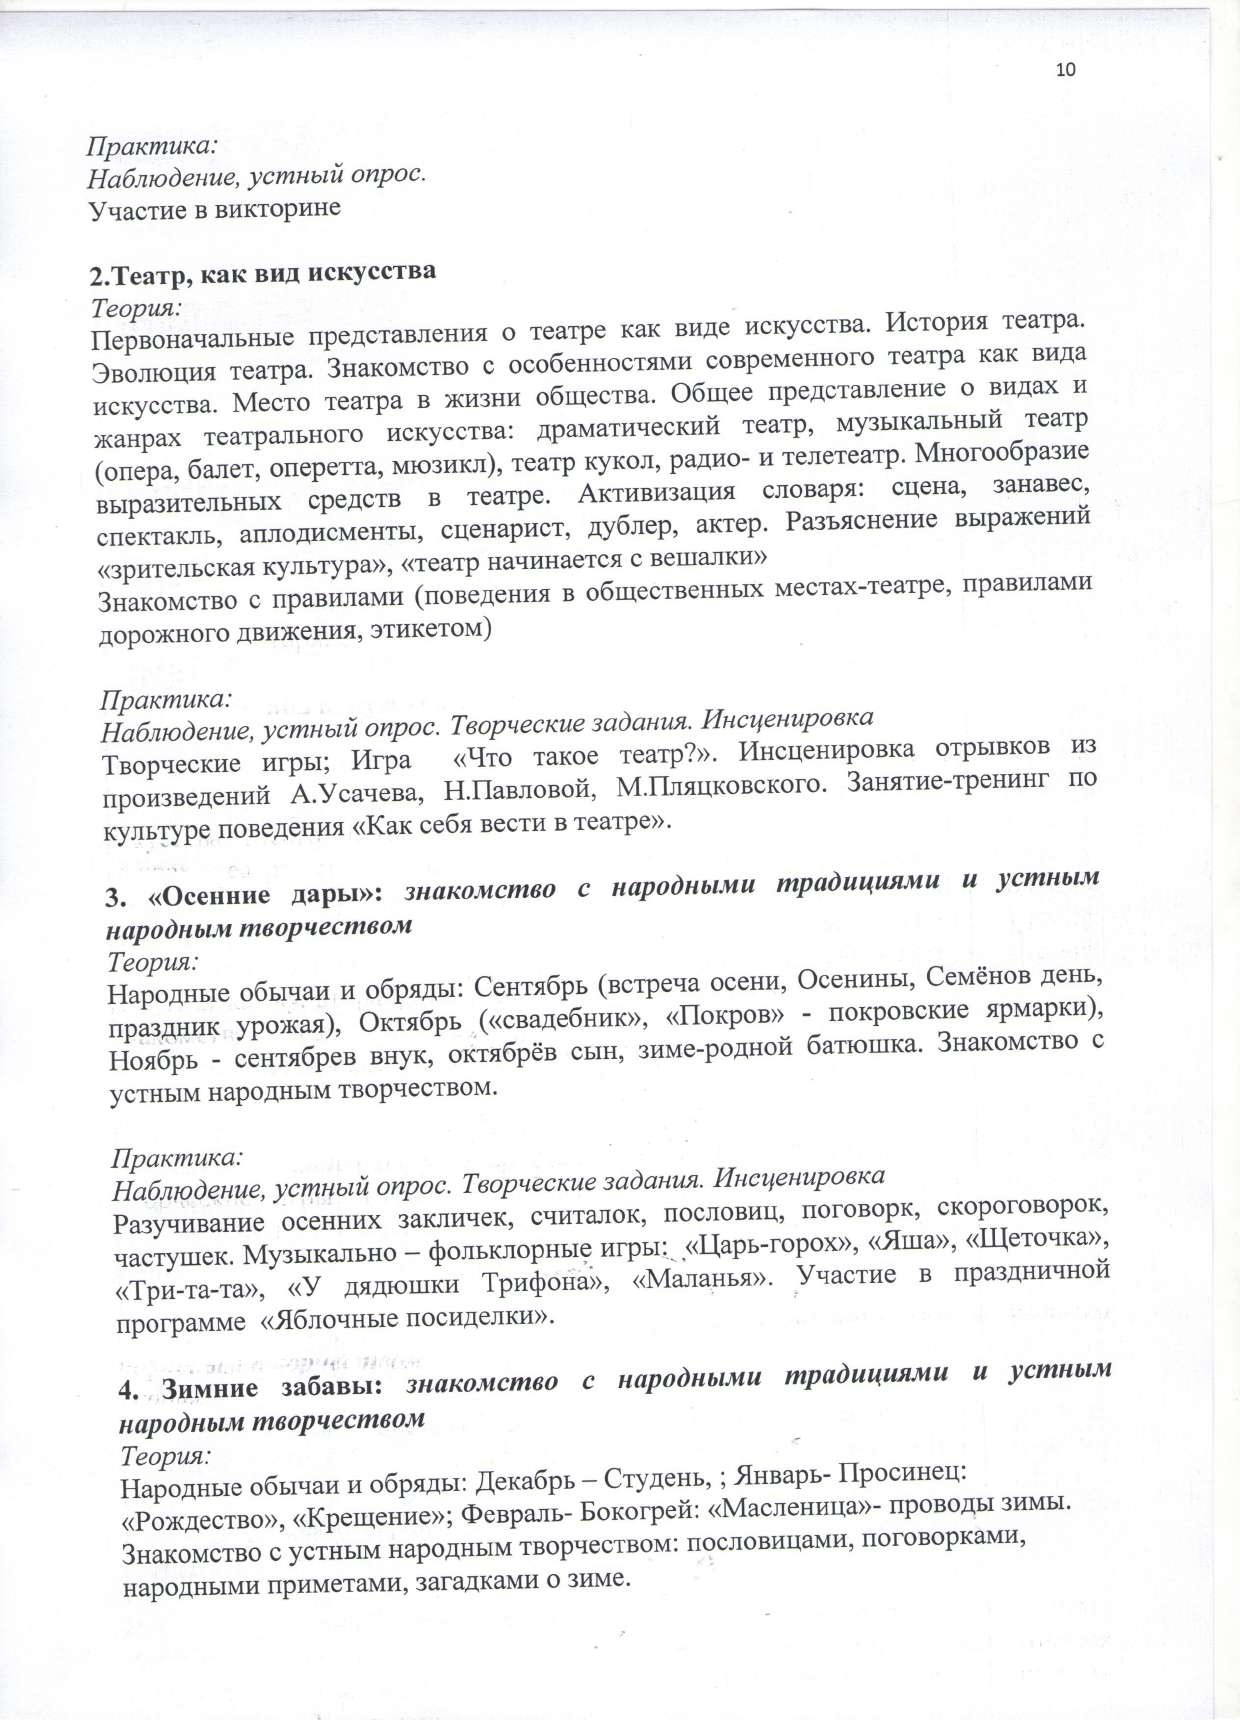 10
Практика:
Наблюдение, устный опрос.
Участие в викторине
2.Театр, как вид искусства
Теория:
Первоначальные представления о театре как виде искусства. История театра.
Эволюция театра. Знакомство с особенностями современного театра как вида
искусства. Место театра в жизни общества. Общее представление о видах и
жанрах театрального искусства: драматический театр, музыкальный театр
(опера, балет, оперетта, мюзикл), театр кукол, радио- и телетеатр. Многообразие
выразительных средств в театре. Активизация словаря: сцена, занавес,
спектакль, аплодисменты, сценарист, дублер, актер. Разъяснение выражений
«зрительская культура», «театр начинается с вешалки»
Знакомство с правилами (поведения в общественных местах-театре, правилами
дорожного движения, этикетом)
Практика:
Наблюдение, устный опрос. Творческие задания. Инсценировка
Творческие игры; Игра «Что такое театр?». Инсценировка отрывков из
произведений А.Усачева, Н.Павловой, М.Пляцковского. Занятие-тренинг по
культуре поведения «Как себя вести в театре».
3. «Осенние дары»: знакомство с народными традициями и устным
народным творчеством
Теория:
Народные обычаи и обряды: Сентябрь (встреча осени, Осенины, Семёнов день,
праздник урожая), Октябрь («свадебник», «Покров» - покровские ярмарки),
Ноябрь - сентябрев внук, октябрёв сын, зиме-родной батюшка. Знакомство с
устным народным творчеством.
Практика:
Наблюдение, устный опрос. Творческие задания. Инсценировка
Разучивание осенних закличек, считалок, пословиц, поговорк, скороговорок,
частушек. Музыкально – фольклорные игры: «Царь-горох», «Яша», «Щеточка»,
«Три-та-та», «У дядюшки Трифона», «Маланья». Участие в праздничной
программе «Яблочные посиделки».
4. Зимние забавы: знакомство с народными традициями и устным
народным творчеством
Теория:
Народные обычаи и обряды: Декабрь – Студень, ; Январь- Просинец:
«Рождество», «Крещение»; Февраль- Бокогрей: «Масленица»- проводы зимы.
Знакомство с устным народным творчеством: пословицами, поговорками,
народными приметами, загадками о зиме.